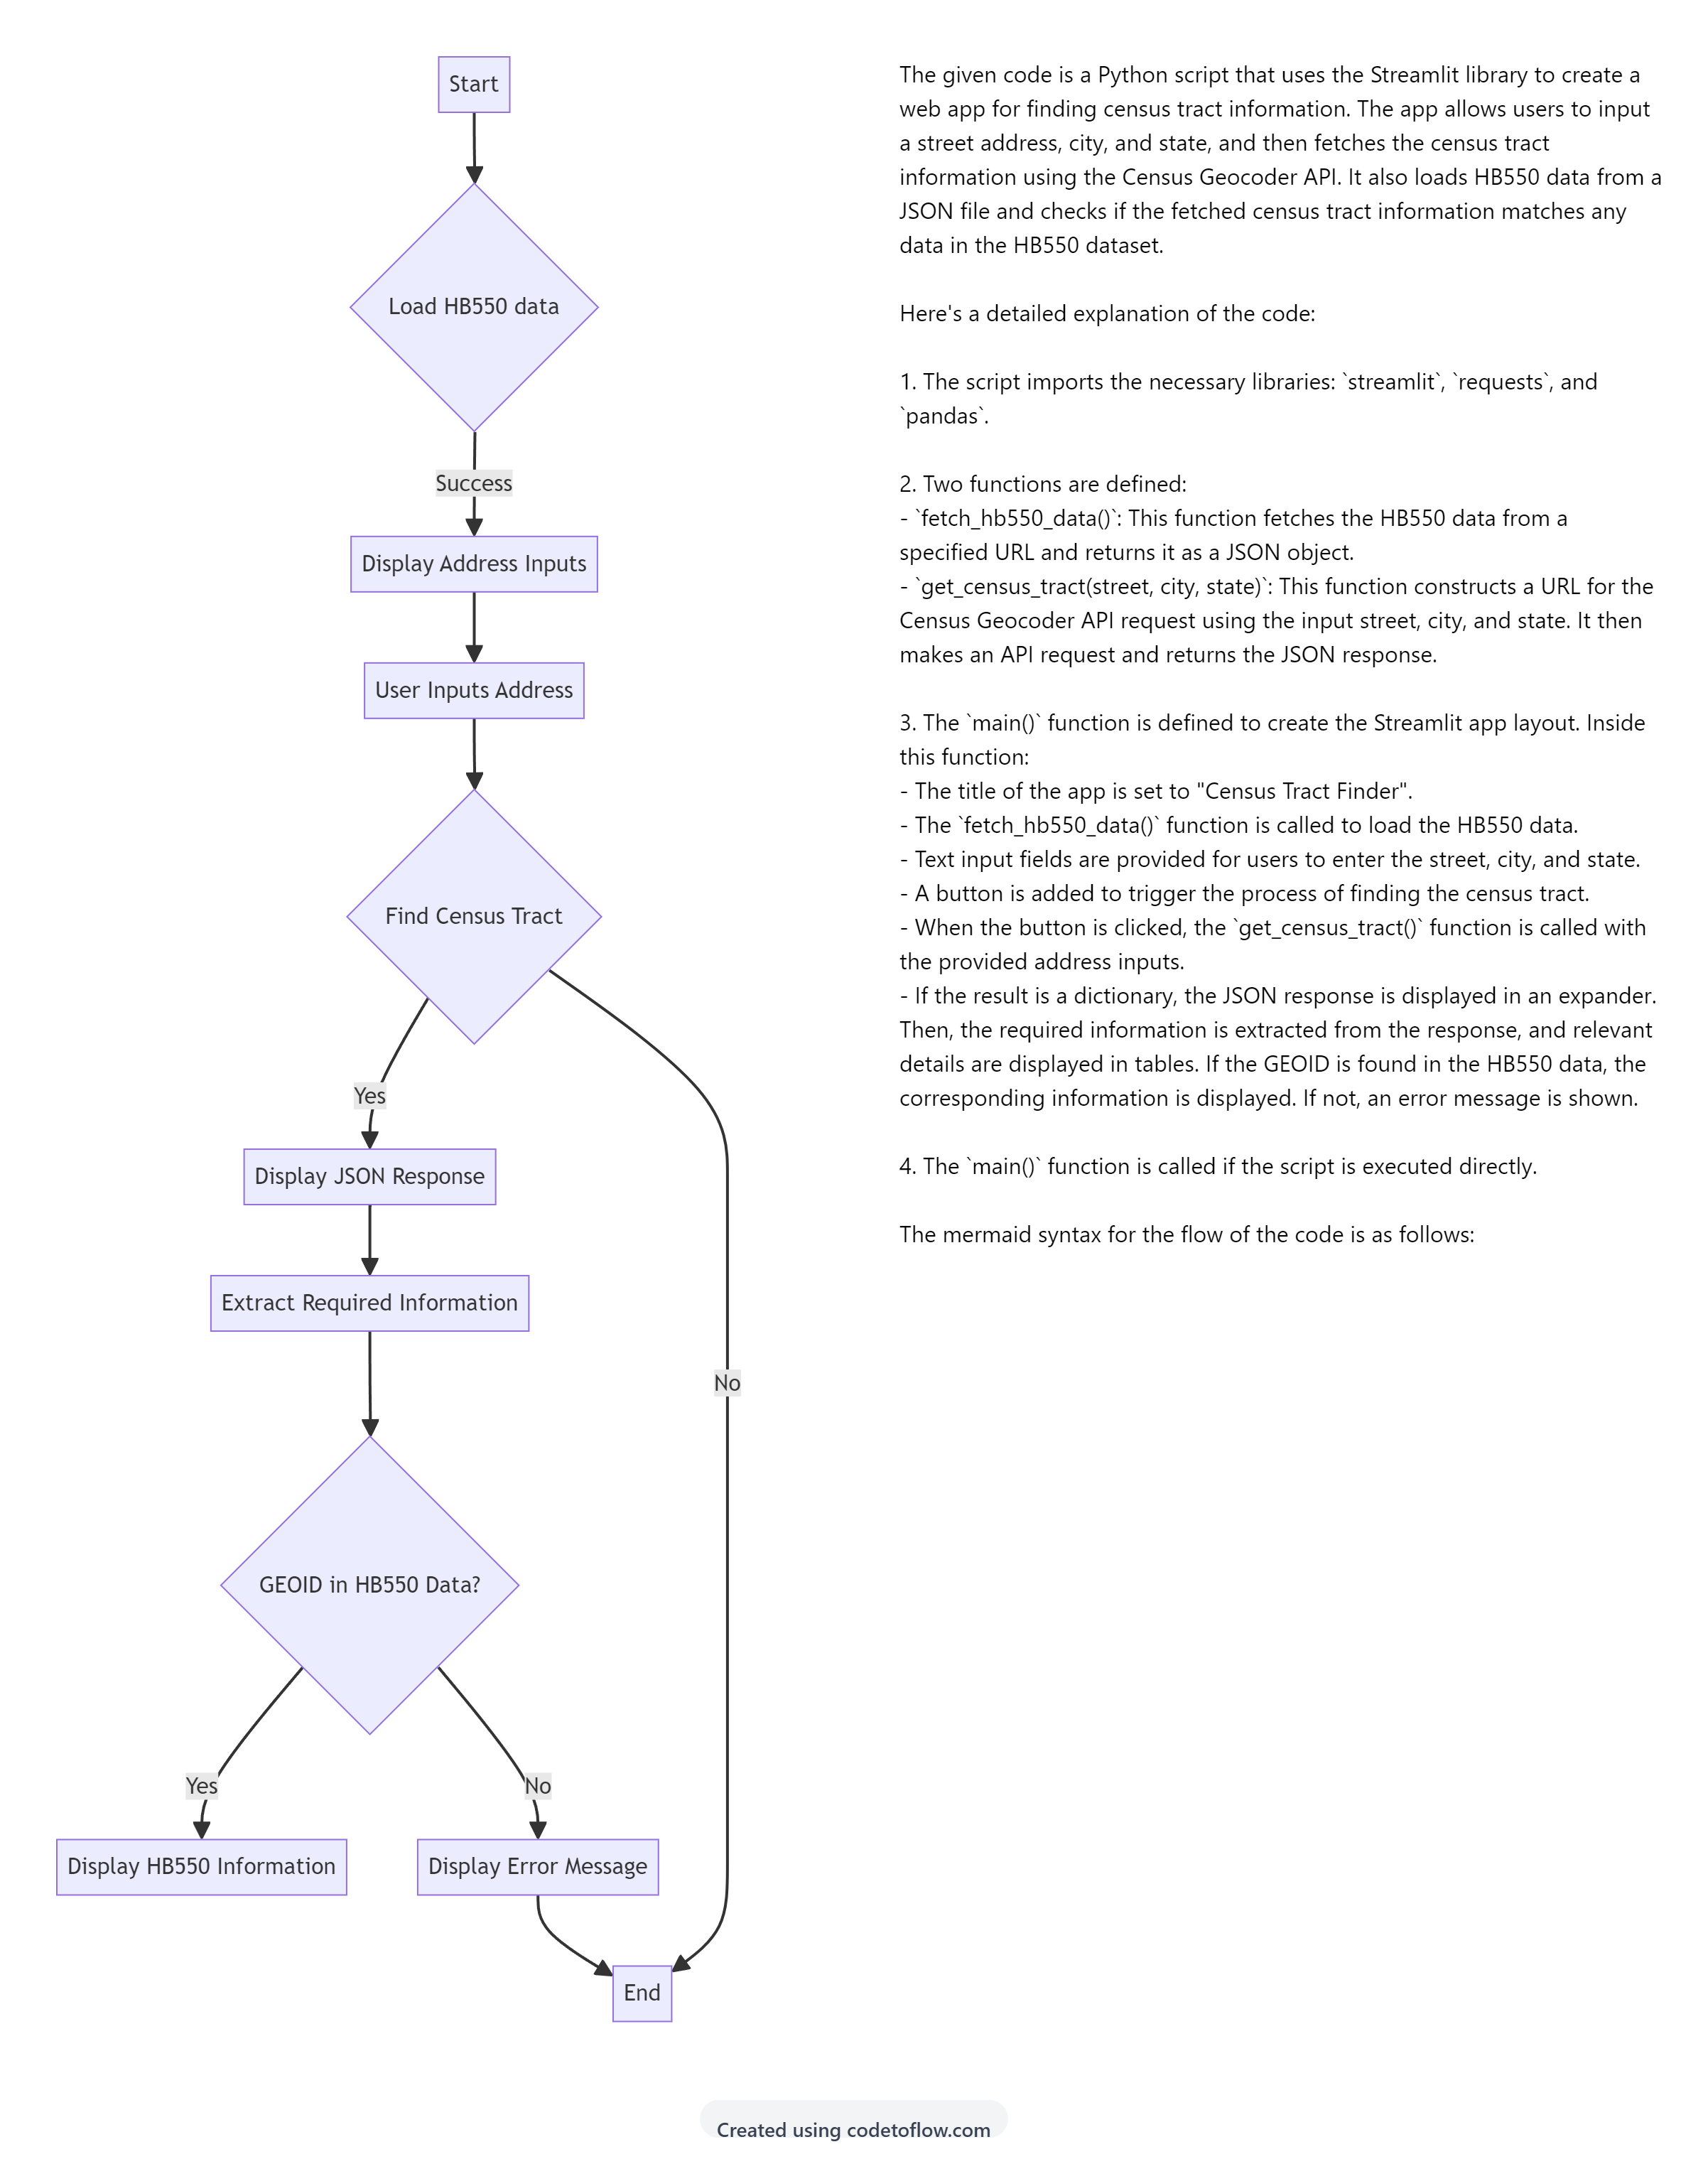 Start
Load HB550 data
Success
Display Address Inputs
User Inputs Address
Find Census Tract
Yes
Display JSON Response
Extract Required Information
No
GEOID in HB550 Data?
Yes
No
Display HB550 Information
Display Error Message
End
The given code is a Python script that uses the Streamlit library to create a
web app for finding census tract information. The app allows users to input
a street address, city, and state, and then fetches the census tract
information using the Census Geocoder API. It also loads HB550 data from a
JSON file and checks if the fetched census tract information matches any
data in the HB550 dataset.
Here's a detailed explanation of the code:
1. The script imports the necessary libraries: `streamlit`, `requests`, and
`pandas`.
2. Two functions are defined:
- `fetch_hb550_data()`: This function fetches the HB550 data from a
specified URL and returns it as a JSON object.
- `get_census_tract(street, city, state)`: This function constructs a URL for the
Census Geocoder API request using the input street, city, and state. It then
makes an API request and returns the JSON response.
3. The `main()` function is defined to create the Streamlit app layout. Inside
this function:
- The title of the app is set to "Census Tract Finder".
- The `fetch_hb550_data()` function is called to load the HB550 data.
- Text input fields are provided for users to enter the street, city, and state.
- A button is added to trigger the process of finding the census tract.
- When the button is clicked, the `get_census_tract()` function is called with
the provided address inputs.
- If the result is a dictionary, the JSON response is displayed in an expander.
Then, the required information is extracted from the response, and relevant
details are displayed in tables. If the GEOID is found in the HB550 data, the
corresponding information is displayed. If not, an error message is shown.
4. The `main()` function is called if the script is executed directly.
The mermaid syntax for the flow of the code is as follows:
Created using codetoflow.com